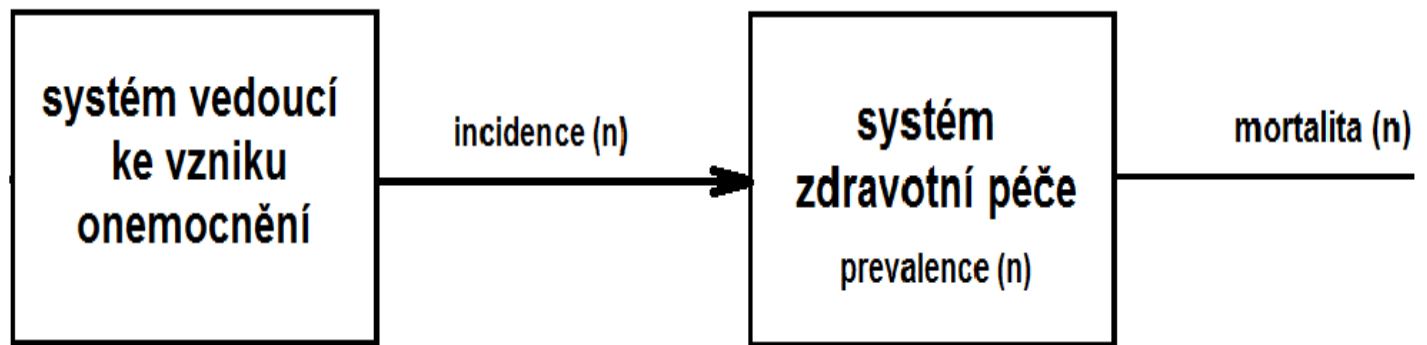 systém vedoucí
ke vzniku
onemocnění
incidence (n)
systém
zdravotní péče
prevalence (n)
mortalita (n)